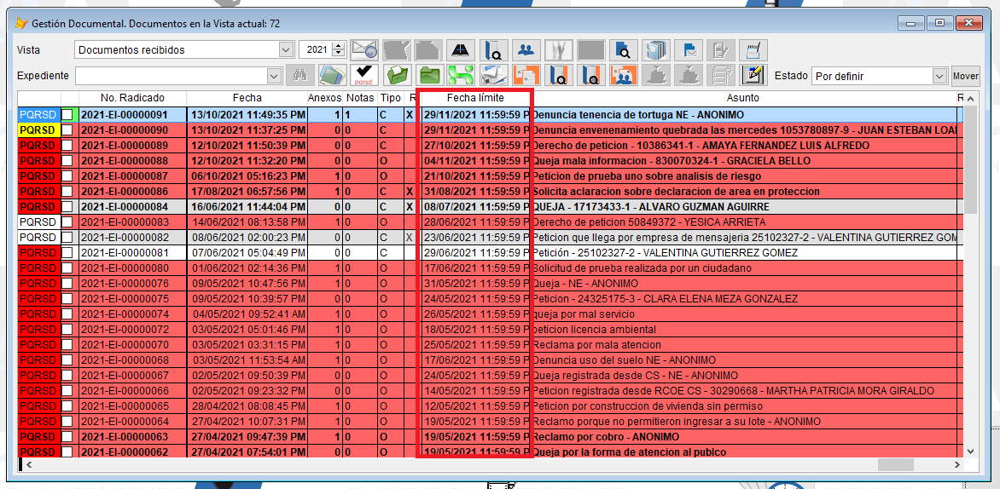 Gestión Documental. Documentos en la Vista actual: 72
Vista Documentos recibidos 2021
Expediente pqrsd Estado Por definir Mover
No. Radicado Fecha Anexos Notas Tipo R Fecha límite Asunto R
PQRSD 2021-EI-00000091 13/10/2021 11:49:35 PM 1 1 C X 29/11/2021 11:59:59 P Denuncia tenencia de tortuga NE - ANONIMO
PQRSD 2021-EI-00000090 13/10/2021 11:37:25 PM 0 0 C 29/11/2021 11:59:59 P Denuncia envenenamiento quebrada las mercedes 1053780897-9 - JUAN ESTEBAN LOAI
PQRSD 2021-EI-00000089 12/10/2021 11:50:39 PM 0 0 C 27/10/2021 11:59:59 P Derecho de peticion - 10386341-1 - AMAYA FERNANDEZ LUIS ALFREDO
PQRSD 2021-EI-00000088 12/10/2021 11:32:20 PM 0 0 O 04/11/2021 11:59:59 P Queja mala informacion - 830070324-1 - GRACIELA BELLO
PQRSD 2021-EI-00000087 06/10/2021 05:16:23 PM 1 0 O 21/10/2021 11:59:59 P Peticion de prueba uno sobre analisis de riesgo
PQRSD 2021-EI-00000086 17/08/2021 06:57:56 PM 1 0 C X 31/08/2021 11:59:59 P Solicita aclaracion sobre declaracion de area en proteccion
PQRSD 2021-EI-00000084 16/06/2021 11:44:04 PM 0 0 C X 08/07/2021 11:59:59 P QUEJA - 17173433-1 - ALVARO GUZMAN AGUIRRE
PQRSD 2021-EI-00000083 14/06/2021 08:13:58 PM 1 0 O 28/06/2021 11:59:59 P Derecho de peticion 50849372 - YESICA ARRIETA
PQRSD 2021-EI-00000082 08/06/2021 02:00:23 PM 0 0 C X 23/06/2021 11:59:59 P Peticion que llega por empresa de mensajeria 25102327-2 - VALENTINA GUTIERREZ GOM
PQRSD 2021-EI-00000081 07/06/2021 05:04:49 PM 0 0 C 29/06/2021 11:59:59 P Petición - 25102327-2 - VALENTINA GUTIERREZ GOMEZ
PQRSD 2021-EI-00000080 01/06/2021 02:14:36 PM 1 0 O 17/06/2021 11:59:59 P Solicitud de prueba realizada por un ciudadano
PQRSD 2021-EI-00000076 09/05/2021 10:47:56 PM 1 0 O 31/05/2021 11:59:59 P Queja - NE - ANONIMO
PQRSD 2021-EI-00000075 09/05/2021 10:39:57 PM 0 0 O 24/05/2021 11:59:59 P Peticion - 24325175-3 - CLARA ELENA MEZA GONZALEZ
PQRSD 2021-EI-00000074 04/05/2021 09:52:41 AM 1 0 O 26/05/2021 11:59:59 P queja por mal servicio
PQRSD 2021-EI-00000072 03/05/2021 05:01:46 PM 1 0 O 18/05/2021 11:59:59 P peticion licencia ambiental
PQRSD 2021-EI-00000070 03/05/2021 03:31:15 PM 1 0 O 25/05/2021 11:59:59 P Reclama por mala atencion
PQRSD 2021-EI-00000068 03/05/2021 11:53:54 AM 1 0 O 17/06/2021 11:59:59 P Denuncia uso del suelo NE - ANONIMO
PQRSD 2021-EI-00000067 02/05/2021 09:50:39 PM 0 0 O 24/05/2021 11:59:59 P Queja registrada desde CS - NE - ANONIMO
PQRSD 2021-EI-00000066 02/05/2021 09:23:32 PM 0 0 O 14/05/2021 11:59:59 P Peticion registrada desde RCOE CS - 30290668 - MARTHA PATRICIA MORA GIRALDO
PQRSD 2021-EI-00000065 28/04/2021 08:08:45 PM 1 0 O 12/05/2021 11:59:59 P Peticion por construccion de vivienda sin permiso
PQRSD 2021-EI-00000064 27/04/2021 10:07:31 PM 1 0 O 19/05/2021 11:59:59 P Reclamo porque no permitieron ingresar a su lote - ANONIMO
PQRSD 2021-EI-00000063 27/04/2021 09:47:39 PM 1 0 O 19/05/2021 11:59:59 P Reclamo por cobro - ANONIMO
PQRSD 2021-EI-00000062 27/04/2021 07:54:01 PM 0 0 O 19/05/2021 11:59:59 P Queja por la forma de atencion al publco